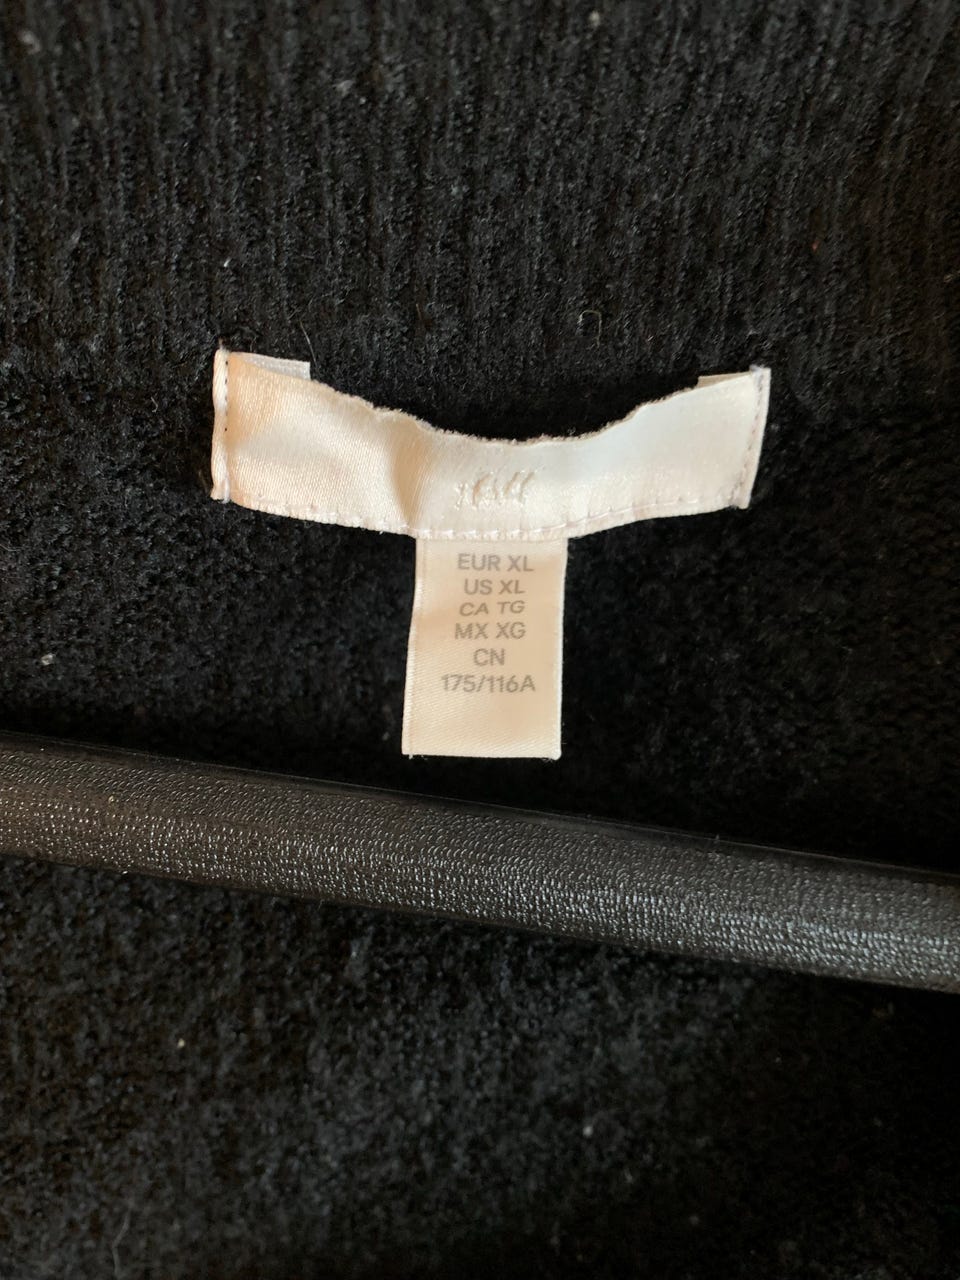 H&M
EUR XL
US XL
CA TG
MX XG
CN
175/116A